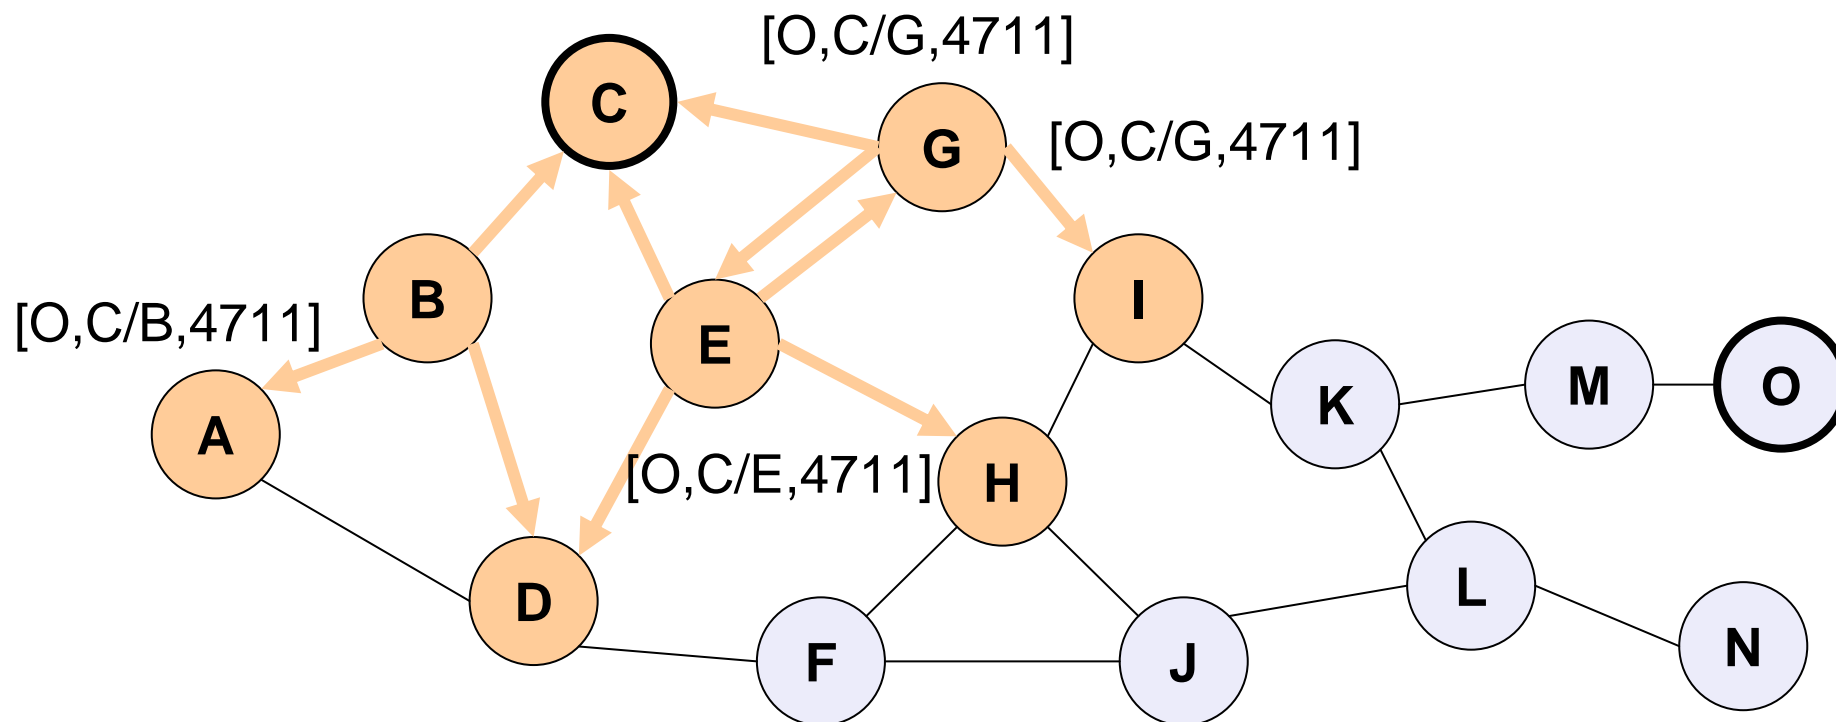 [O,C/G,4711]
C
G
[O,C/G,4711]
B
I
[O,C/B,4711]
E
K
M
O
A
[O,C/E,4711]
H
D
L
F
J
N